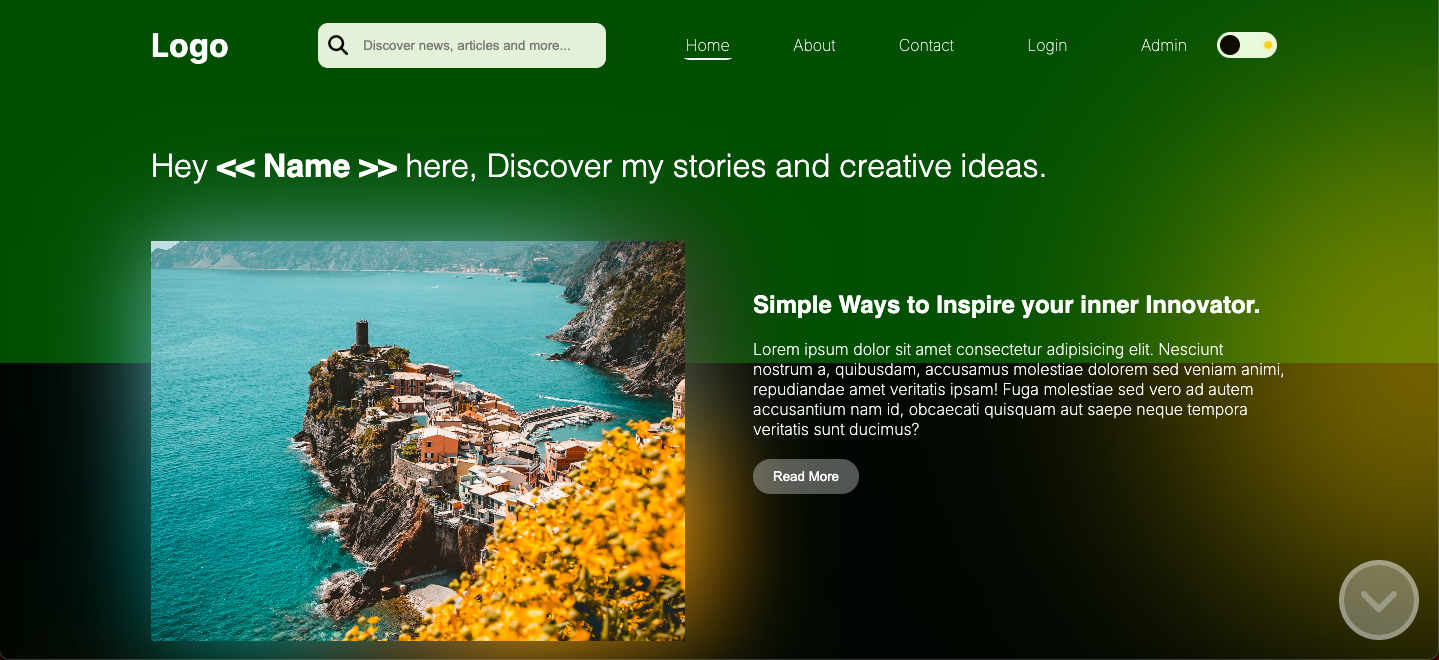 Logo
Discover news, articles and more...
Home
About
Contact
Login
Admin
Hey << Name >> here, Discover my stories and creative ideas.
Simple Ways to Inspire your inner Innovator.
Lorem ipsum dolor sit amet consectetur adipisicing elit. Nesciunt
nostrum a, quibusdam, accusamus molestiae dolorem sed veniam animi,
repudiandae amet veritatis ipsam! Fuga molestiae sed vero ad autem
accusantium nam id, obcaecati quisquam aut saepe neque tempora
veritatis sunt ducimus?
Read More